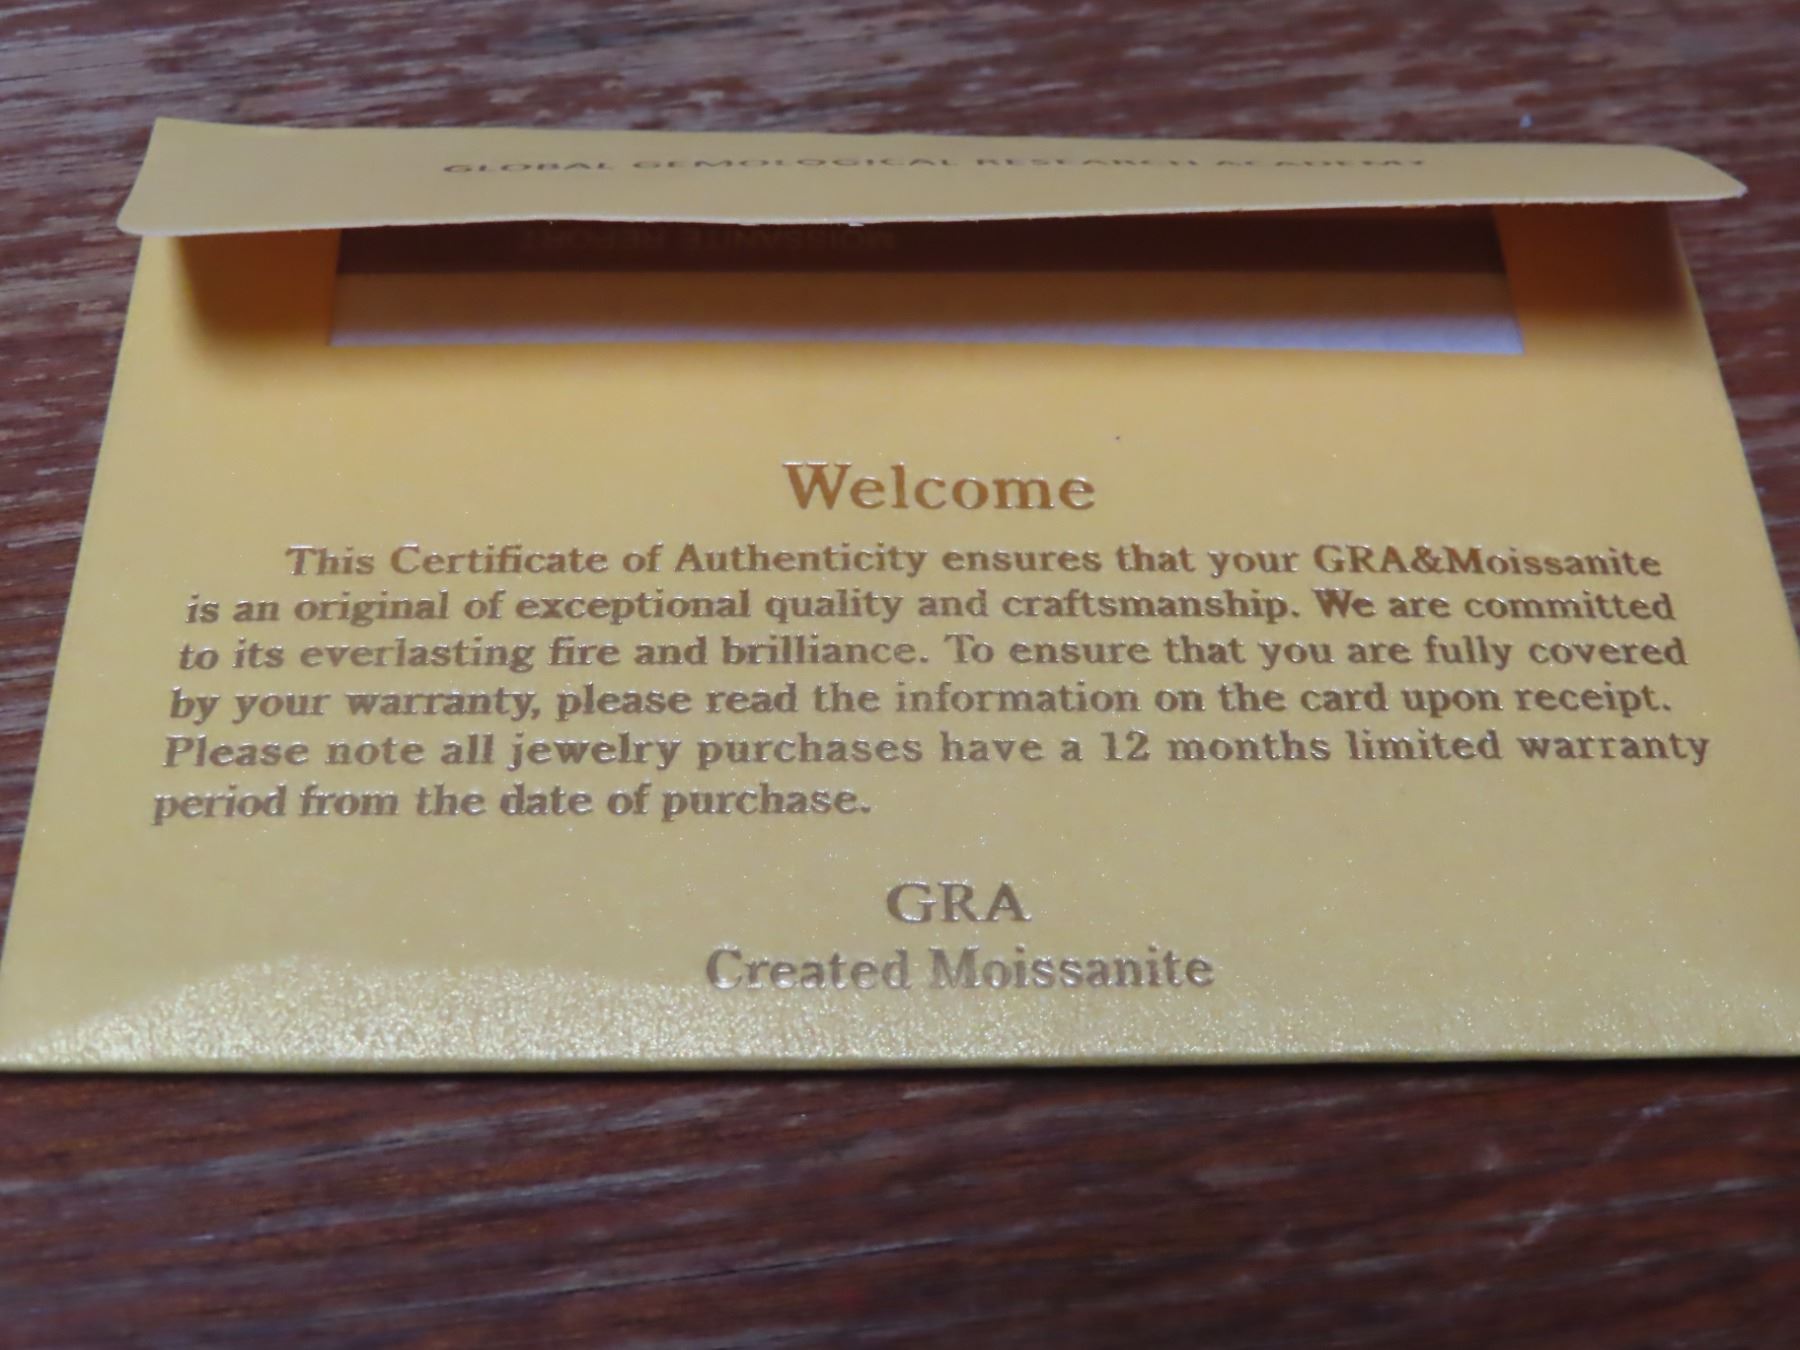 GLOBAL GEMOLOGICAL RESEARCH ACADEMY
MOISSANITE REPORT
Welcome
This Certificate of Authenticity ensures that your GRA&Moissanite
is an original of exceptional quality and craftsmanship. We are committed
to its everlasting fire and brilliance. To ensure that you are fully covered
by your warranty, please read the information on the card upon receipt.
Please note all jewelry purchases have a 12 months limited warranty
period from the date of purchase.
GRA
Created Moissanite